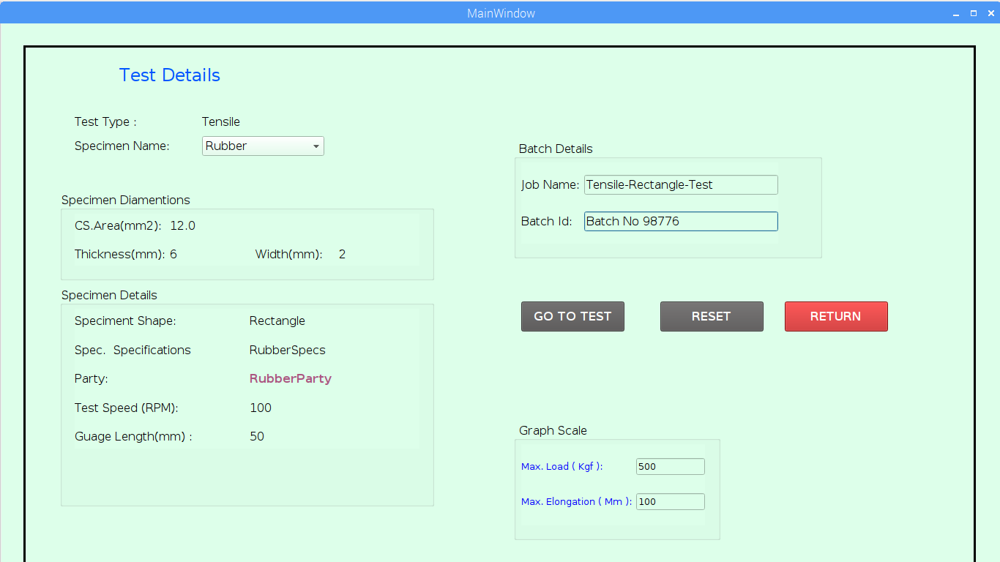 MainWindow
Test Details
Test Type : Tensile
Specimen Name: Rubber
Specimen Diamentions
CS.Area(mm2): 12.0
Thickness(mm): 6 Width(mm): 2
Specimen Details
Speciment Shape: Rectangle
Spec. Specifications RubberSpecs
Party: RubberParty
Test Speed (RPM): 100
Guage Length(mm) : 50
Batch Details
Job Name: Tensile-Rectangle-Test
Batch Id: Batch No 98776
GO TO TEST RESET RETURN
Graph Scale
Max. Load ( Kgf ): 500
Max. Elongation ( Mm ): 100